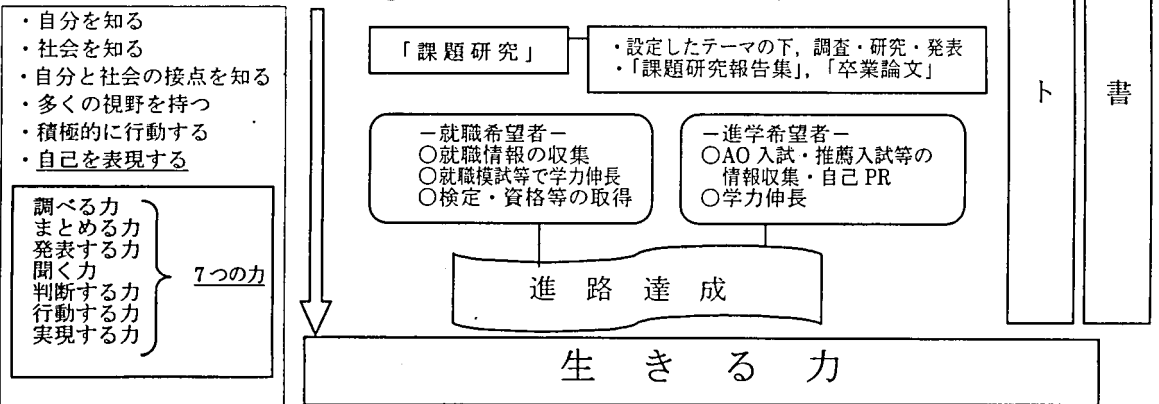 ・自分を知る
・社会を知る
・自分と社会の接点を知る
・多くの視野を持つ
・積極的に行動する
・自己を表現する
調べる力
まとめる力
発表する力
聞く力
判断する力
行動する力
実現する力
7つの力
「課題研究」
・設定したテーマの下，調査・研究・発表
・「課題研究報告集」，「卒業論文」
－就職希望者－
○就職情報の収集
○就職模試等で学力伸長
○検定・資格等の取得
－進学希望者－
○AO入試・推薦入試等の
情報収集・自己PR
○学力伸長
進路達成
生きる力
ト
書